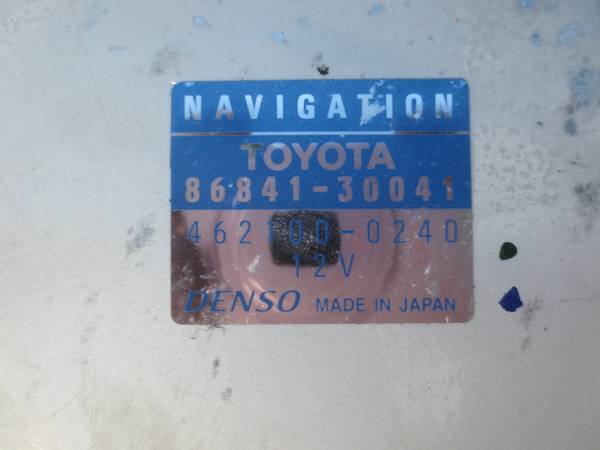 NAVIGATION
TOYOTA
86841-30041
462100-0240
12V
DENSO MADE IN JAPAN